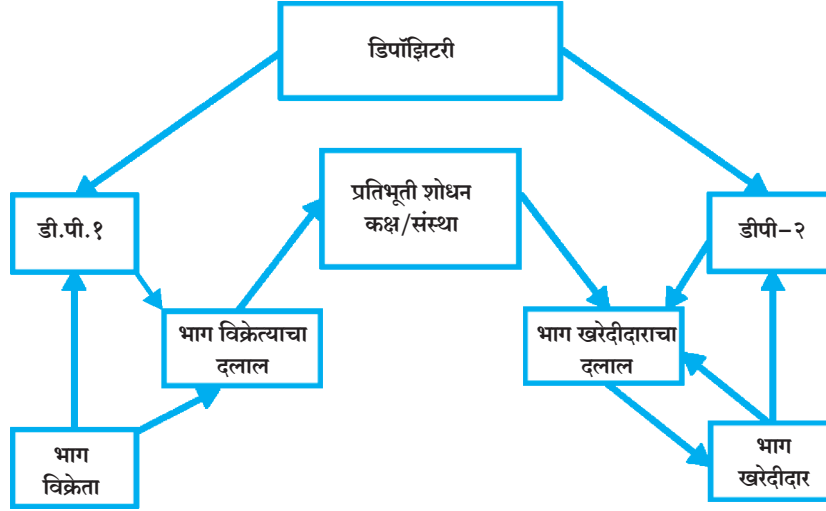 डिपॉझिटरी
प्रतिभूती शोधन
कक्ष/संस्था
डी.पी.१
डीपी–२
भाग विक्रेत्याचा
दलाल
भाग खरेदीदाराचा
दलाल
भाग
विक्रेता
भाग
खरेदीदार